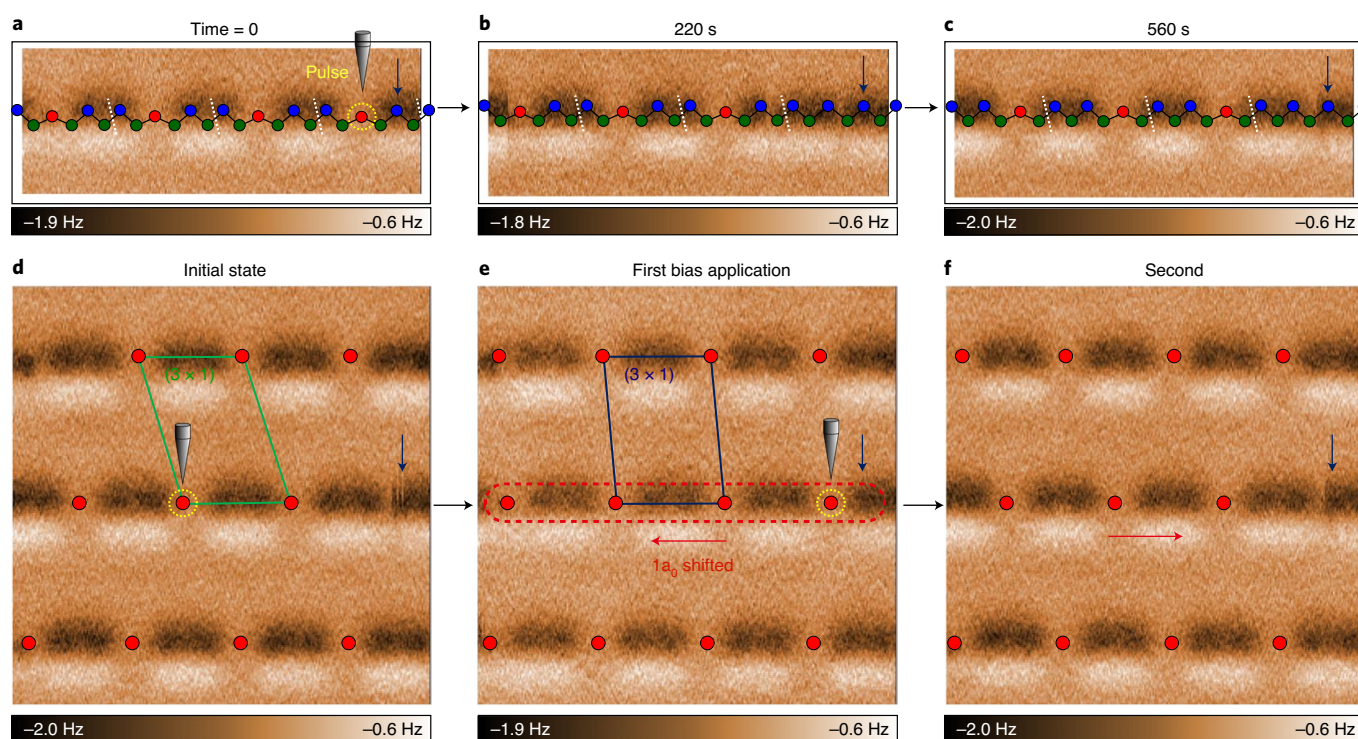 a
Time = 0
Pulse
–1.9 Hz
–0.6 Hz
b
220 s
–1.8 Hz
–0.6 Hz
c
560 s
–2.0 Hz
–0.6 Hz
d
Initial state
(3 × 1)
–2.0 Hz
–0.6 Hz
e
First bias application
(3 × 1)
1a₀ shifted
–1.9 Hz
–0.6 Hz
f
Second
–2.0 Hz
–0.6 Hz